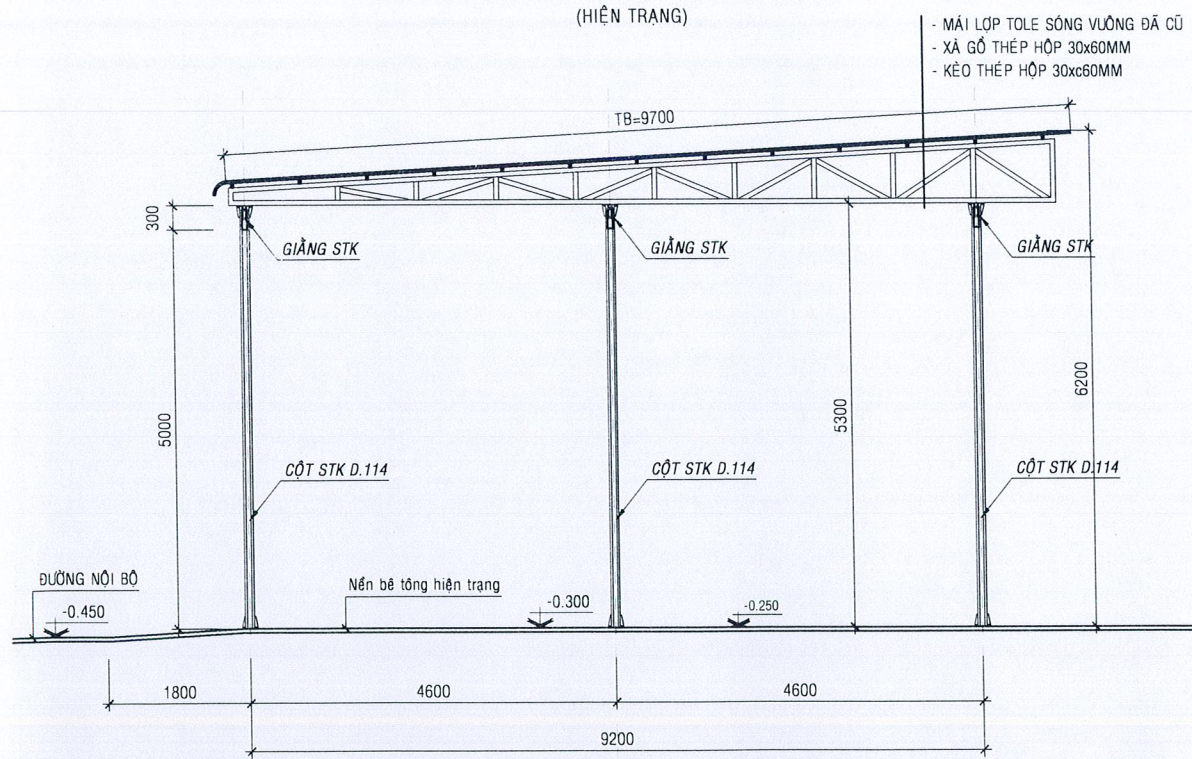 (HIỆN TRẠNG)
- MÁI LỢP TOLE SÓNG VUÔNG ĐÃ CŨ
- XÀ GỒ THÉP HỘP 30x60MM
- KÈO THÉP HỘP 30xc60MM
TB=9700
300
GIẰNG STK
GIẰNG STK
GIẰNG STK
5000
5300
6200
CỘT STK D.114
CỘT STK D.114
CỘT STK D.114
ĐƯỜNG NỘI BỘ
Nền bê tông hiện trạng
-0.450
-0.300
-0.250
1800
4600
4600
9200